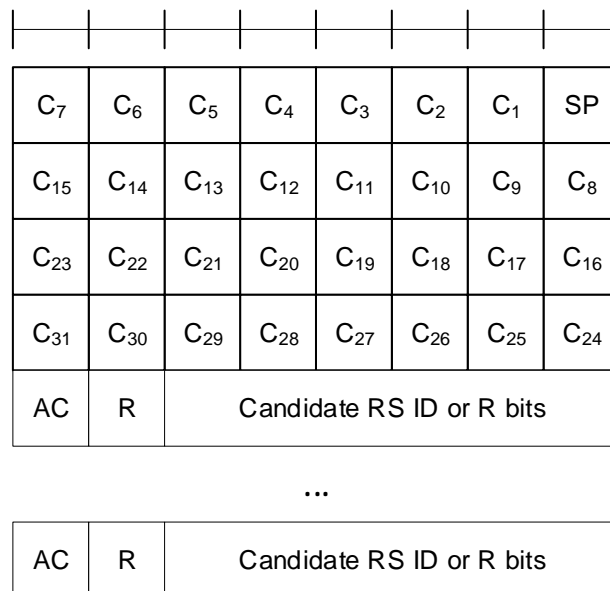 C₇ C₆ C₅ C₄ C₃ C₂ C₁ SP
C₁₅ C₁₄ C₁₃ C₁₂ C₁₁ C₁₀ C₉ C₈
C₂₃ C₂₂ C₂₁ C₂₀ C₁₉ C₁₈ C₁₇ C₁₆
C₃₁ C₃₀ C₂₉ C₂₈ C₂₇ C₂₆ C₂₅ C₂₄
AC R Candidate RS ID or R bits
...
AC R Candidate RS ID or R bits